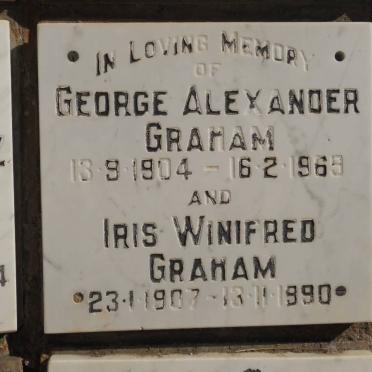 IN LOVING MEMORY
OF
GEORGE ALEXANDER
GRAHAM
13·9·1904 – 16·2·1969
AND
IRIS WINIFRED
GRAHAM
23·1·1907 – 13·11·1990